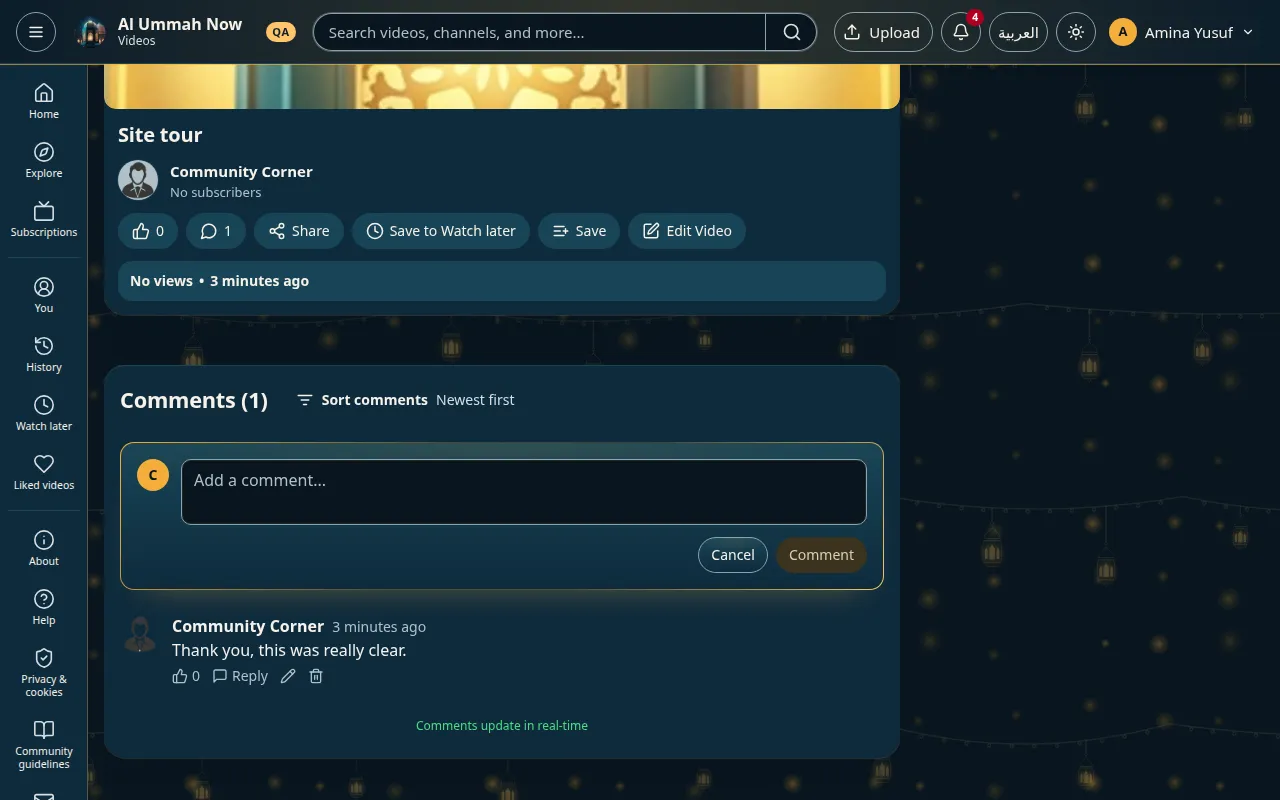 Al Ummah Now
Videos
QA
Search videos, channels, and more...
Upload
4
العربية
A
Amina Yusuf
Home
Explore
Subscriptions
You
History
Watch later
Liked videos
About
Help
Privacy &
cookies
Community
guidelines
Site tour
Community Corner
No subscribers
0
1
Share
Save to Watch later
Save
Edit Video
No views • 3 minutes ago
Comments (1)
Sort comments Newest first
C
Add a comment...
Cancel
Comment
Community Corner 3 minutes ago
Thank you, this was really clear.
0
Reply
Comments update in real-time